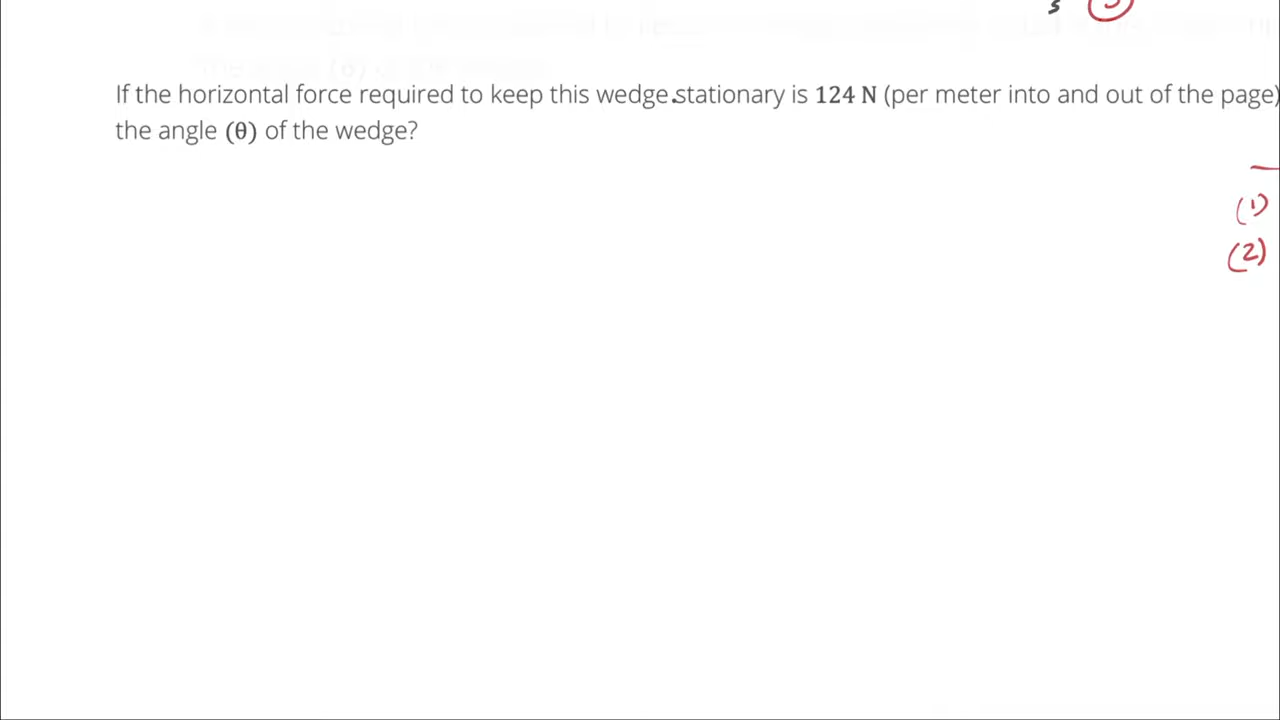 If the horizontal force required to keep this wedge stationary is 124 N (per meter into and out of the page)
the angle (θ) of the wedge?
(1)
(2)